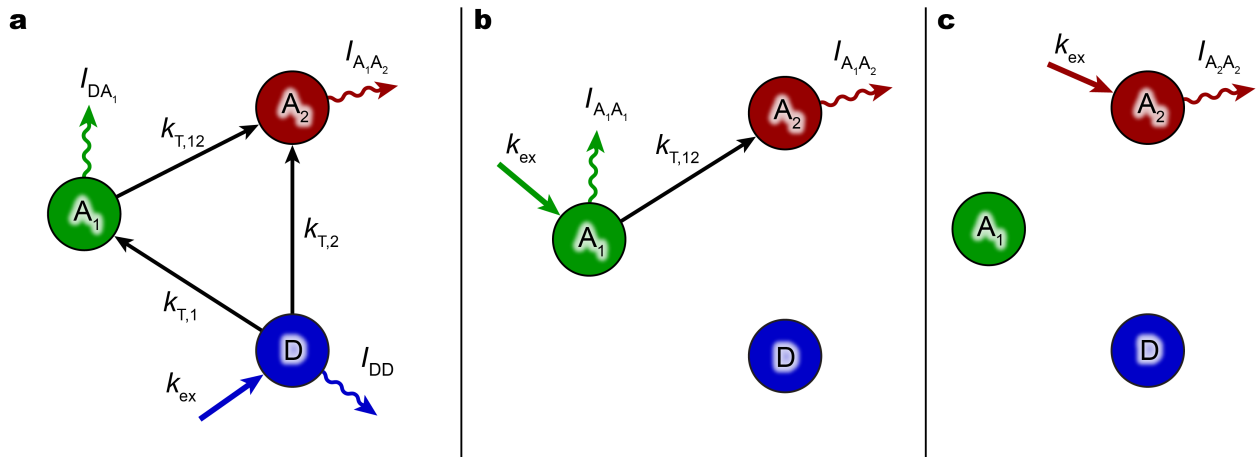 a
I_DA₁
I_A₁A₂
A₂
k_T,12
A₁
k_T,2
k_T,1
D
I_DD
k_ex
b
I_A₁A₁
I_A₁A₂
A₂
k_ex
k_T,12
A₁
D
c
k_ex
I_A₂A₂
A₂
A₁
D